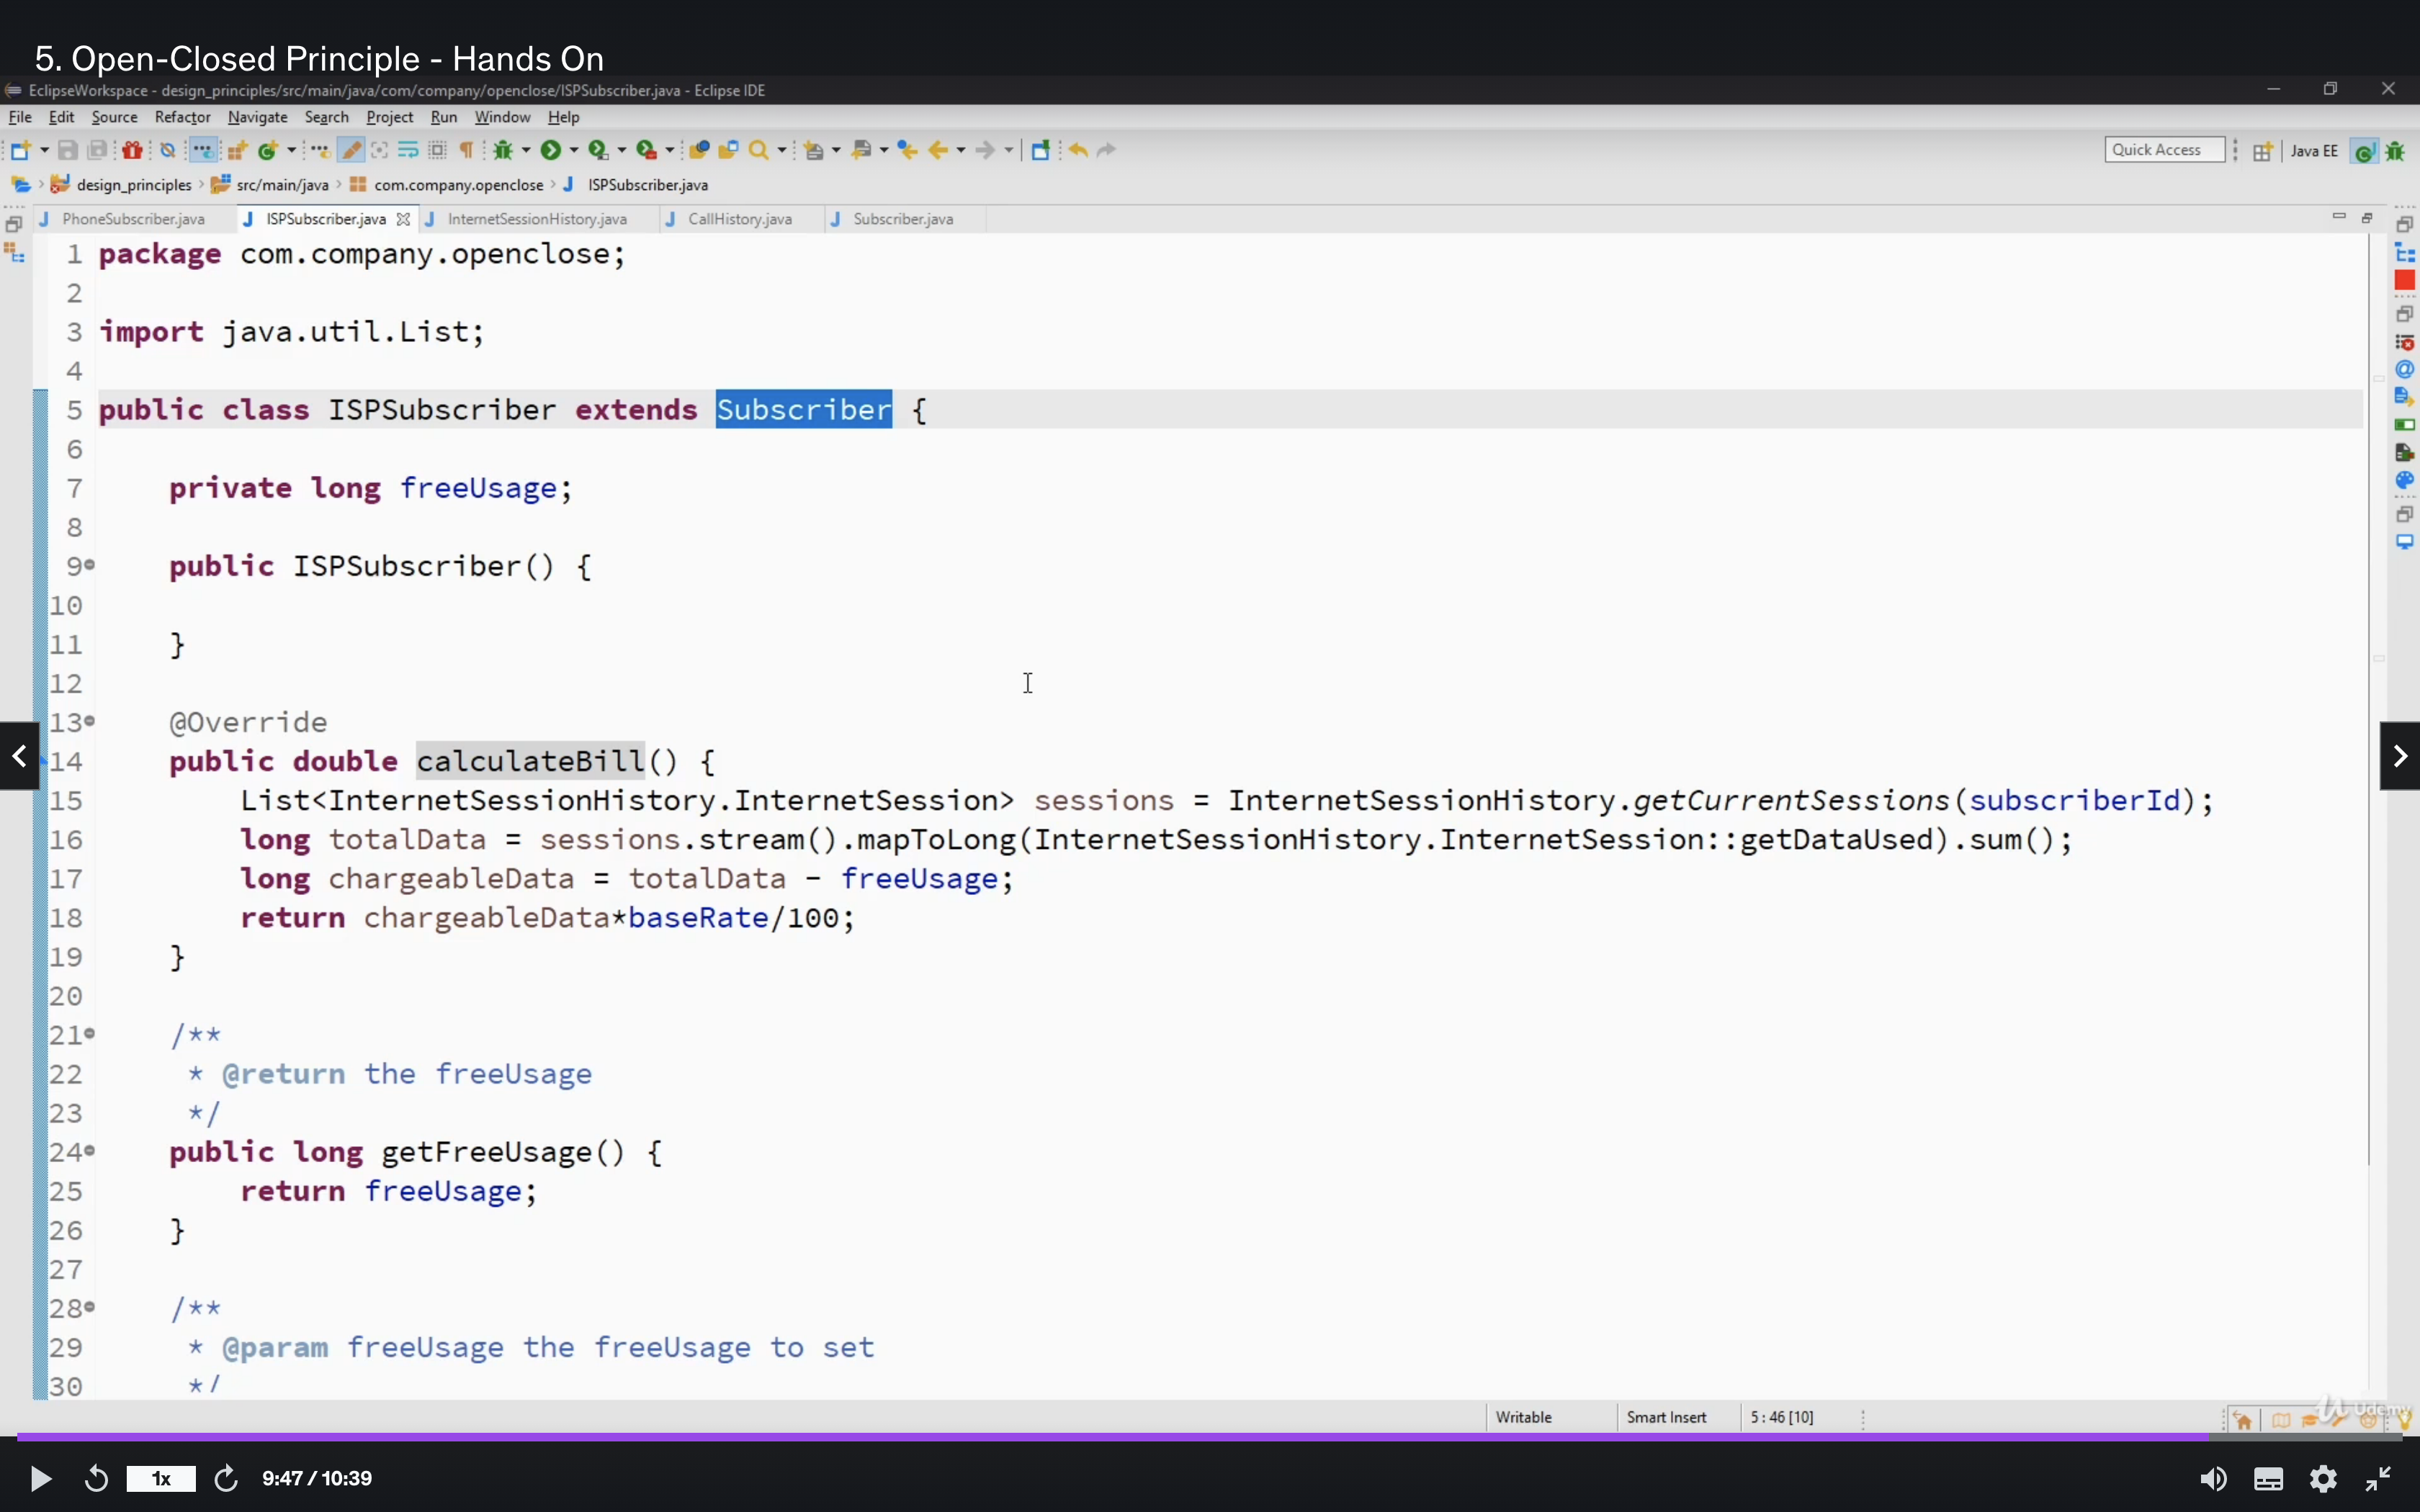 5. Open-Closed Principle - Hands On
EclipseWorkspace - design_principles/src/main/java/com/company/openclose/ISPSubscriber.java - Eclipse IDE
File Edit Source Refactor Navigate Search Project Run Window Help
Quick Access Java EE
design_principles src/main/java com.company.openclose ISPSubscriber.java
PhoneSubscriber.java ISPSubscriber.java InternetSessionHistory.java CallHistory.java Subscriber.java
1 package com.company.openclose;
2
3 import java.util.List;
4
5 public class ISPSubscriber extends Subscriber {
6
7 private long freeUsage;
8
9 public ISPSubscriber() {
10
11 }
12
13 @Override
14 public double calculateBill() {
15 List<InternetSessionHistory.InternetSession> sessions = InternetSessionHistory.getCurrentSessions(subscriberId);
16 long totalData = sessions.stream().mapToLong(InternetSessionHistory.InternetSession::getDataUsed).sum();
17 long chargeableData = totalData - freeUsage;
18 return chargeableData*baseRate/100;
19 }
20
21 /**
22 * @return the freeUsage
23 */
24 public long getFreeUsage() {
25 return freeUsage;
26 }
27
28 /**
29 * @param freeUsage the freeUsage to set
30 */
Writable Smart Insert 5 : 46 [10]
Udemy
1x 9:47 / 10:39